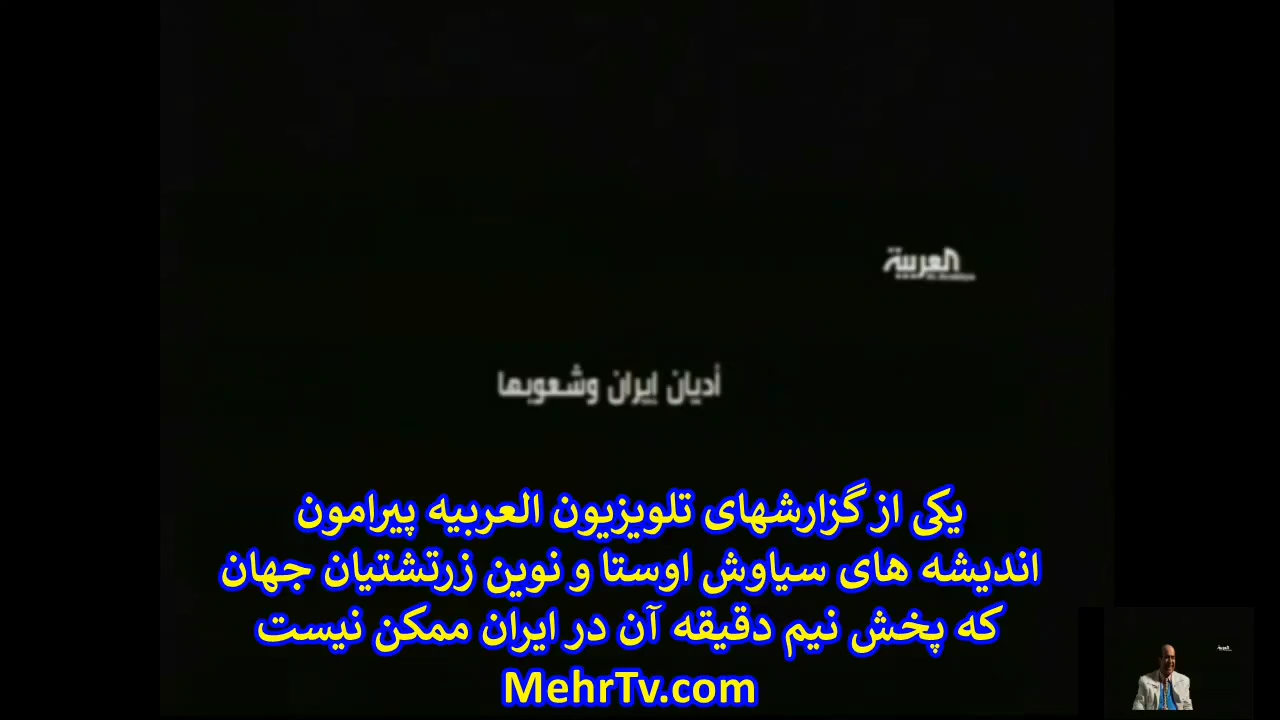 العربية
أديان إيران وشعوبها
یکی از گزارشهای تلویزیون العربیه پیرامون
اندیشه های سیاوش اوستا و نوین زرتشتیان جهان
که پخش نیم دقیقه آن در ایران ممکن نیست
MehrTv.com